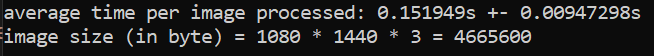 average time per image processed: 0.151949s +- 0.00947298s
image size (in byte) = 1080 * 1440 * 3 = 4665600